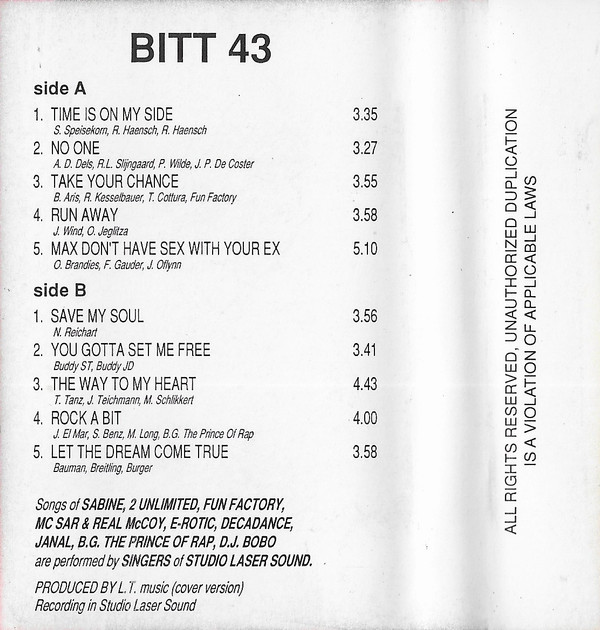 BITT 43
side A
1. TIME IS ON MY SIDE 3.35
S. Speisekorn, R. Haensch, R. Haensch
2. NO ONE 3.27
A. D. Dels, R.L. Slijngaard, P. Wilde, J. P. De Coster
3. TAKE YOUR CHANCE 3.55
B. Aris, R. Kesselbauer, T. Cottura, Fun Factory
4. RUN AWAY 3.58
J. Wind, O. Jeglitza
5. MAX DON'T HAVE SEX WITH YOUR EX 5.10
O. Brandies, F. Gauder, J. Oflynn
side B
1. SAVE MY SOUL 3.56
N. Reichart
2. YOU GOTTA SET ME FREE 3.41
Buddy ST, Buddy JD
3. THE WAY TO MY HEART 4.43
T. Tanz, J. Teichmann, M. Schlikkert
4. ROCK A BIT 4.00
J. El Mar, S. Benz, M. Long, B.G. The Prince Of Rap
5. LET THE DREAM COME TRUE 3.58
Bauman, Breitling, Burger
Songs of SABINE, 2 UNLIMITED, FUN FACTORY,
MC SAR & REAL McCOY, E-ROTIC, DECADANCE,
JANAL, B.G. THE PRINCE OF RAP, D.J. BOBO
are performed by SINGERS of STUDIO LASER SOUND.
PRODUCED BY L.T. music (cover version)
Recording in Studio Laser Sound
ALL RIGHTS RESERVED, UNAUTHORIZED DUPLICATION
IS A VIOLATION OF APPLICABLE LAWS